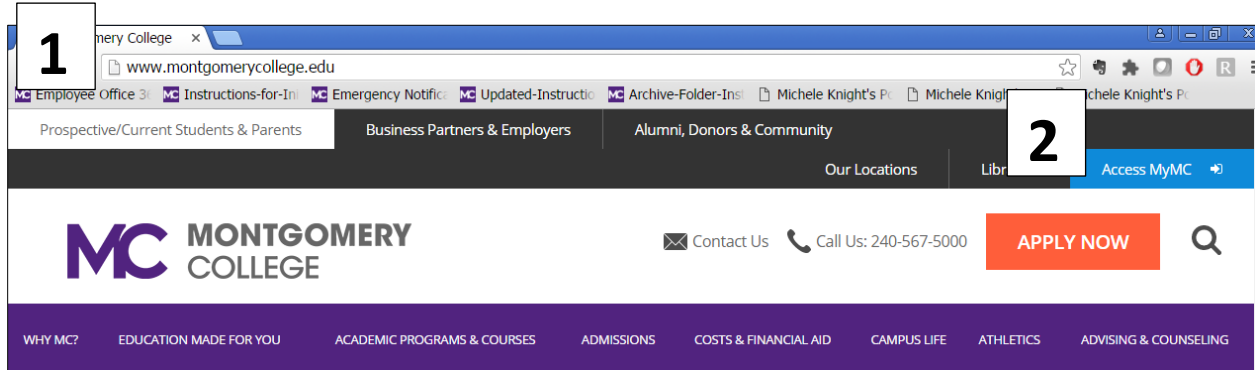 1
mery College ×
www.montgomerycollege.edu
Employee Office 3 Instructions-for-Ini Emergency Notifica Updated-Instructio Archive-Folder-Inst Michele Knight's Po Michele Knigh chele Knight's Po
Prospective/Current Students & Parents Business Partners & Employers Alumni, Donors & Community
2
Our Locations Libr Access MyMC
MC MONTGOMERY
COLLEGE
Contact Us Call Us: 240-567-5000 APPLY NOW
WHY MC? EDUCATION MADE FOR YOU ACADEMIC PROGRAMS & COURSES ADMISSIONS COSTS & FINANCIAL AID CAMPUS LIFE ATHLETICS ADVISING & COUNSELING